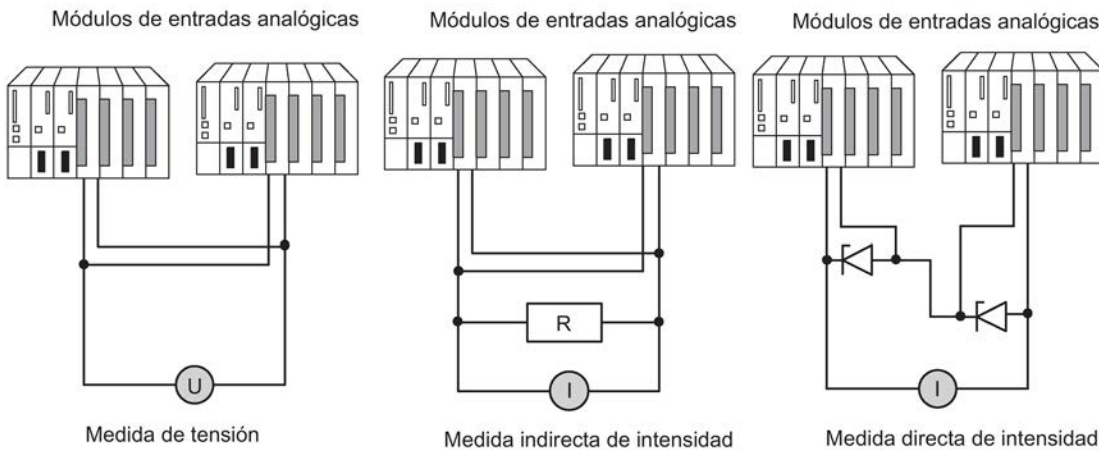 Módulos de entradas analógicas
Módulos de entradas analógicas
Módulos de entradas analógicas
R
U
I
I
Medida de tensión
Medida indirecta de intensidad
Medida directa de intensidad